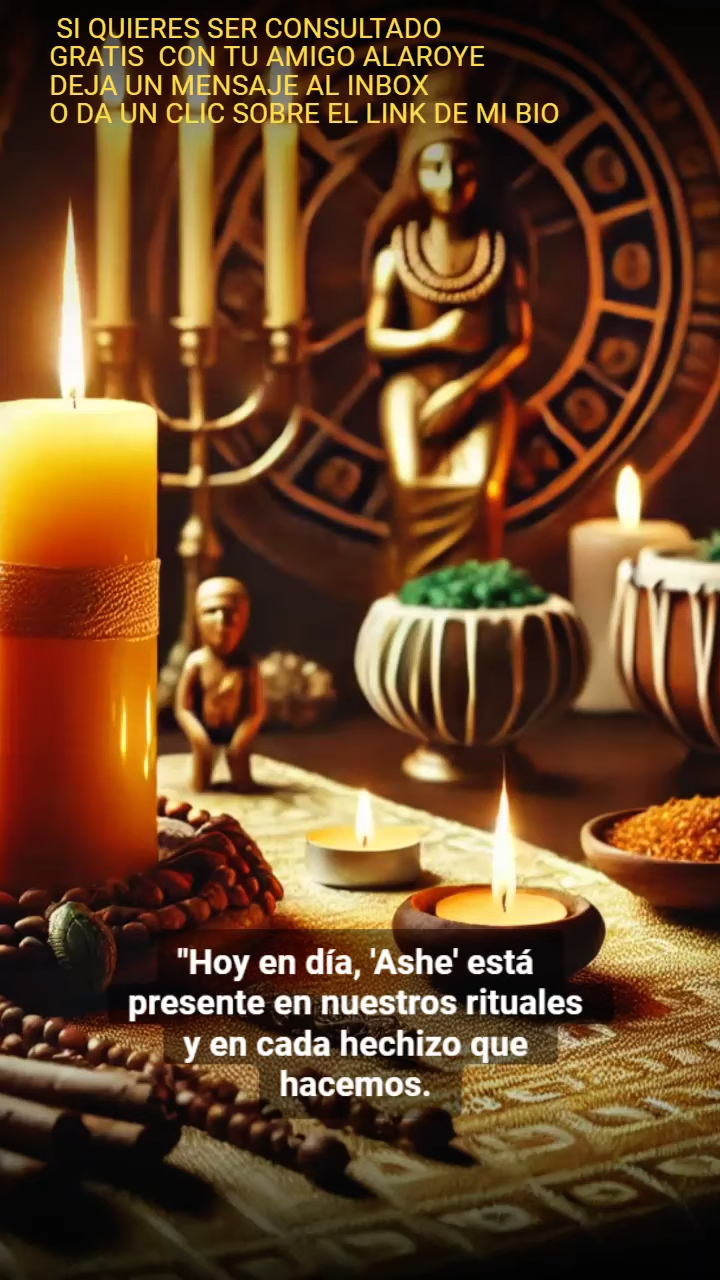 SI QUIERES SER CONSULTADO
GRATIS CON TU AMIGO ALAROYE
DEJA UN MENSAJE AL INBOX
O DA UN CLIC SOBRE EL LINK DE MI BIO
"Hoy en día, 'Ashe' está
presente en nuestros rituales
y en cada hechizo que
hacemos.